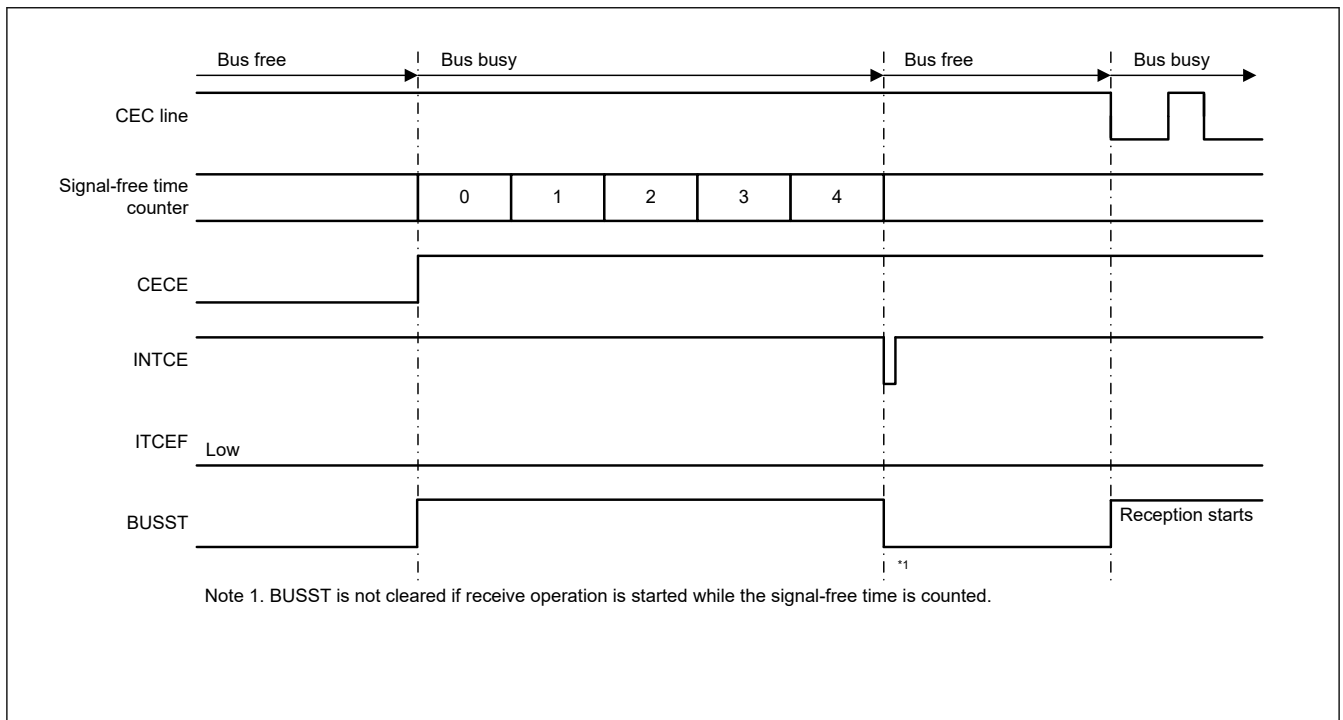 Bus free Bus busy Bus free Bus busy
CEC line
Signal-free time
counter
0 1 2 3 4
CECE
INTCE
ITCEF
Low
BUSST
Reception starts
*1
Note 1. BUSST is not cleared if receive operation is started while the signal-free time is counted.